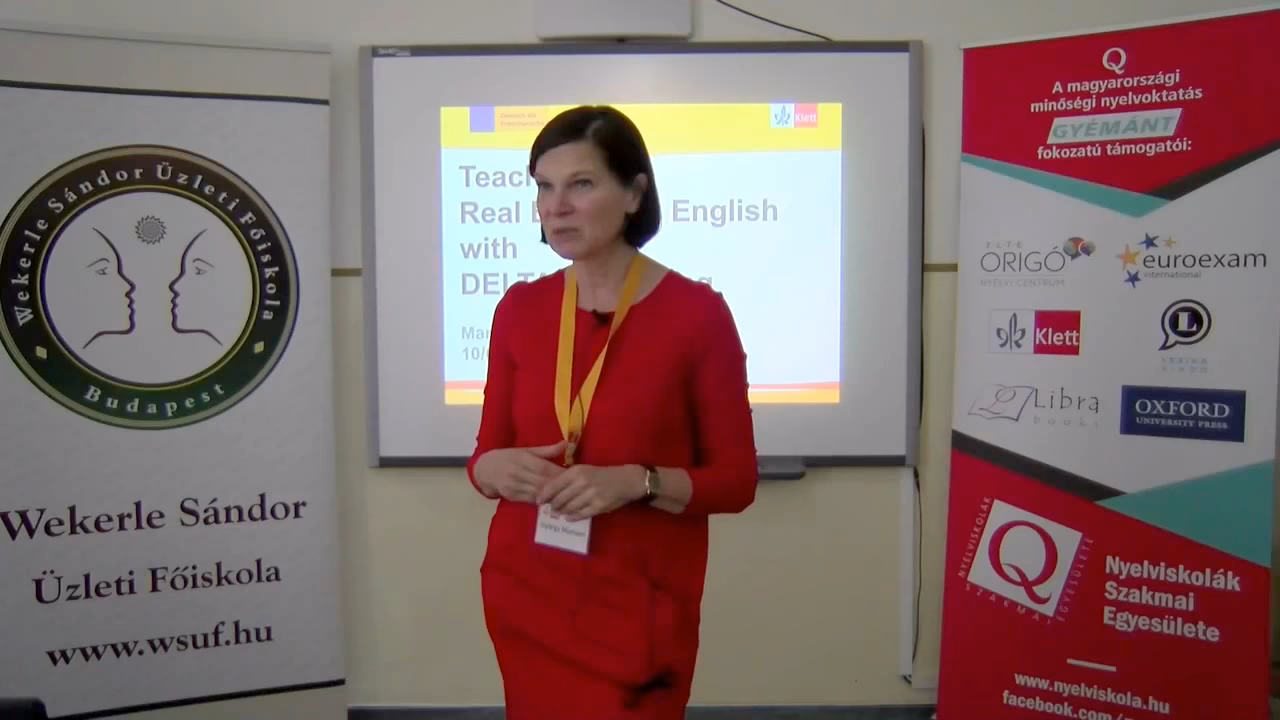 Wekerle Sándor Üzleti Főiskola
Budapest
Wekerle Sándor
Üzleti Főiskola
www.wsuf.hu
Klett
Real
English
with
10/
Q
A magyarországi
minőségi nyelvoktatás
GYÉMÁNT
fokozatú támogatói:
ELTE
ORIGÓ
NYELVI CENTRUM
euroexam
international
Klett
L
Libra
books
OXFORD
UNIVERSITY PRESS
NYELVISKOLÁK
SZAKMAI
EGYESÜLETE
Q
Nyelviskolák
Szakmai
Egyesülete
www.nyelviskola.hu